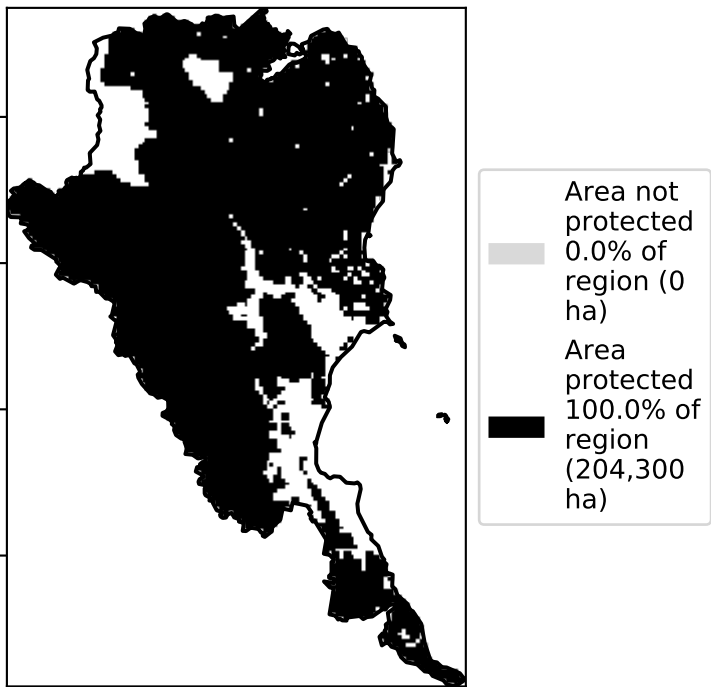 Area not
protected
0.0% of
region (0
ha)
Area
protected
100.0% of
region
(204,300
ha)